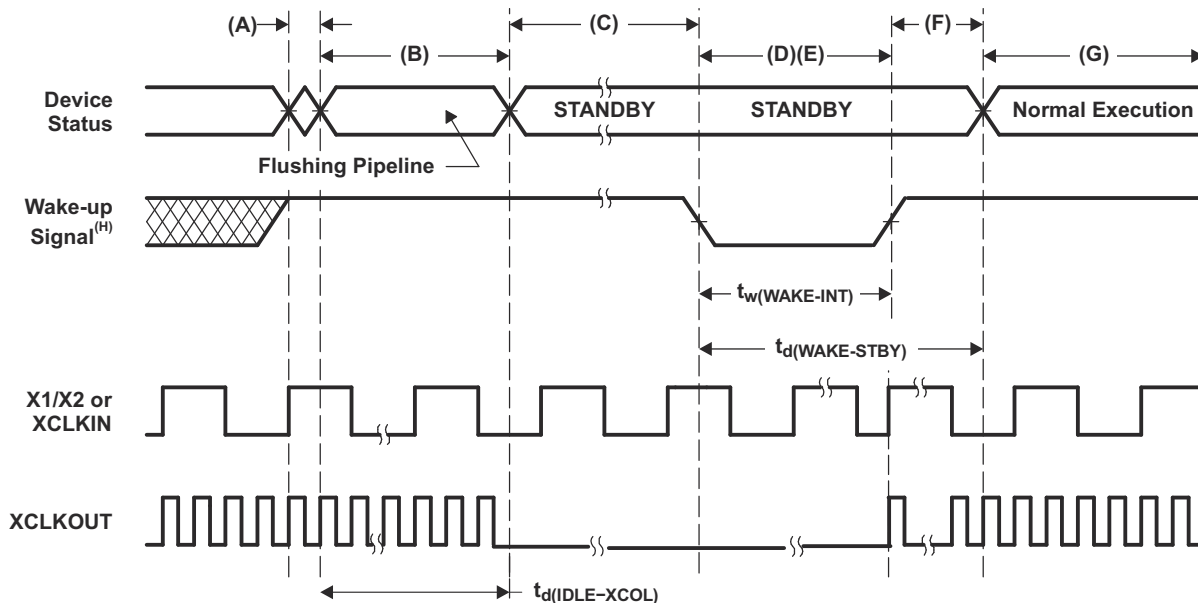 (A)
(C)
(F)
(B)
(D)(E)
(G)
Device
Status
STANDBY
STANDBY
Normal Execution
Flushing Pipeline
Wake-up
Signal(H)
tw(WAKE-INT)
td(WAKE-STBY)
X1/X2 or
XCLKIN
XCLKOUT
td(IDLE−XCOL)